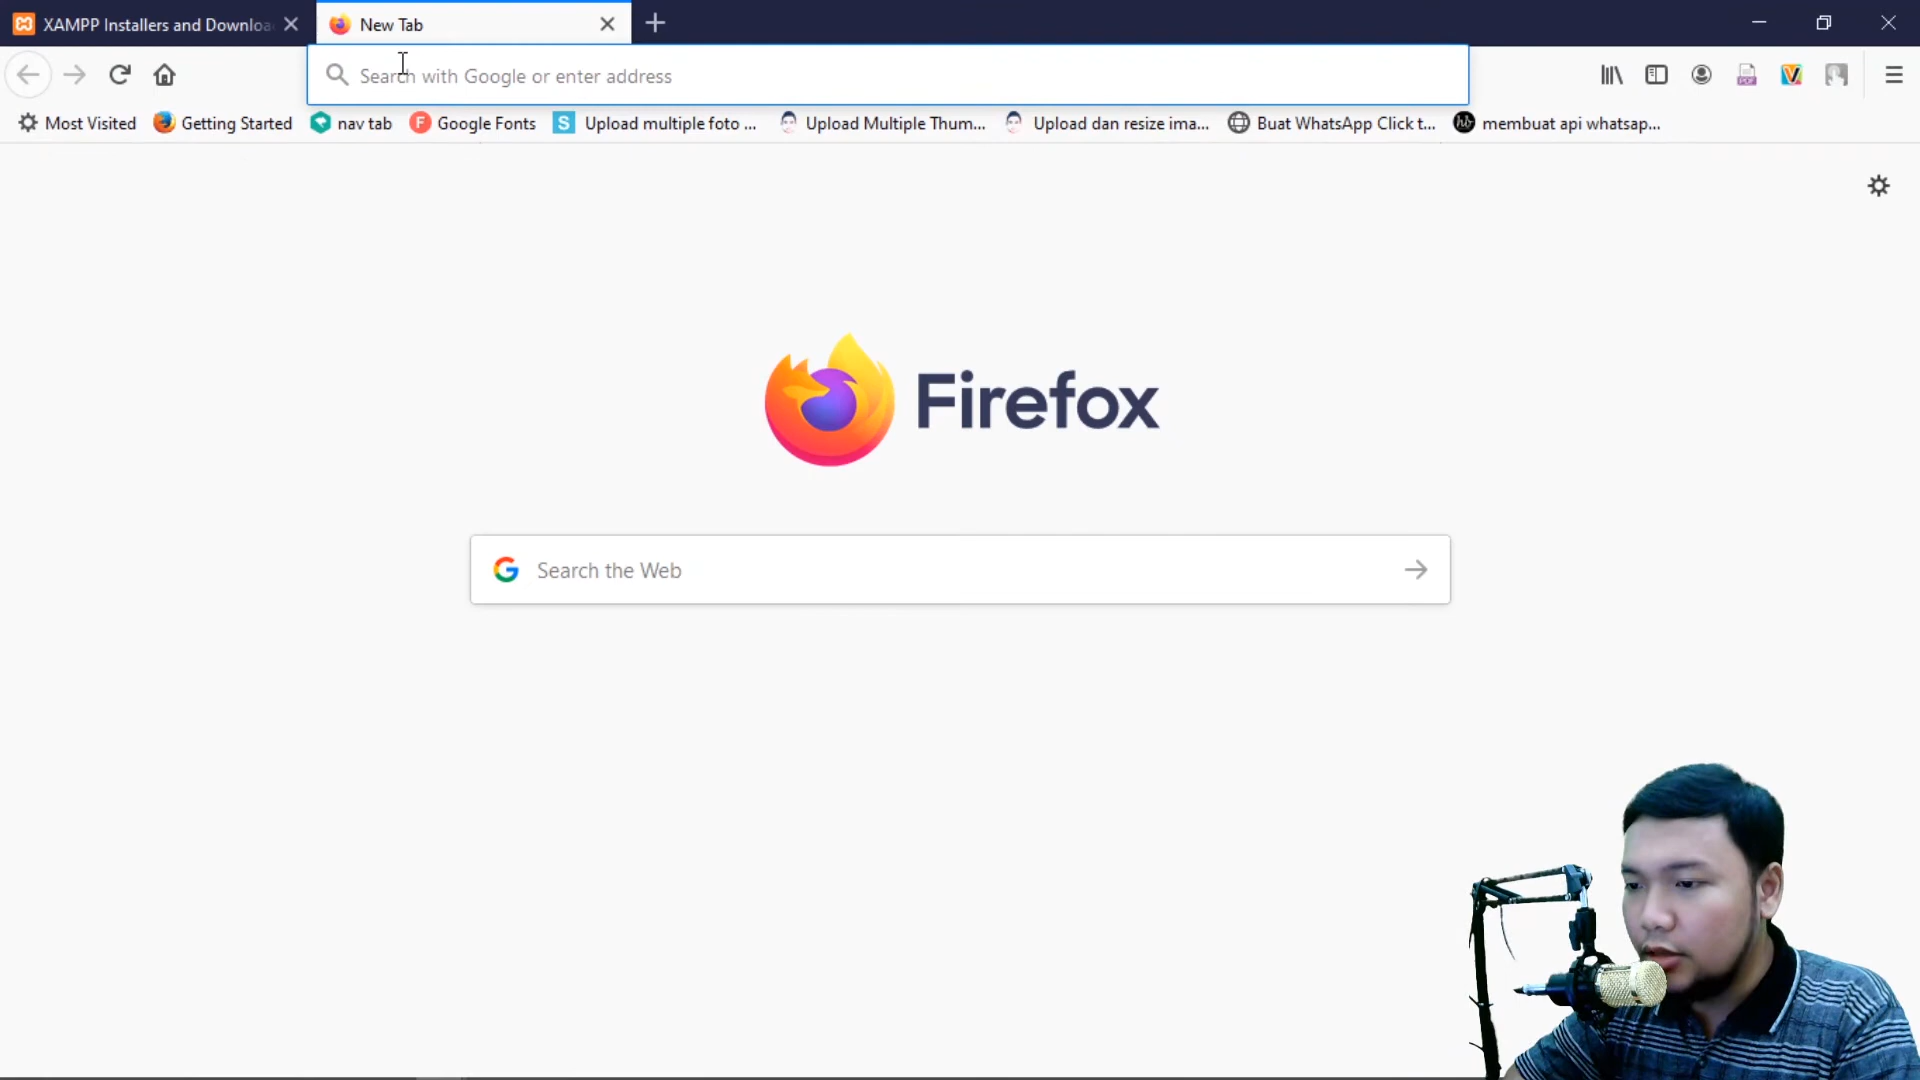 XAMPP Installers and Downloa
New Tab
Search with Google or enter address
Most Visited
Getting Started
nav tab
Google Fonts
Upload multiple foto ...
Upload Multiple Thum...
Upload dan resize ima...
Buat WhatsApp Click t...
membuat api whatsap...
Firefox
Search the Web